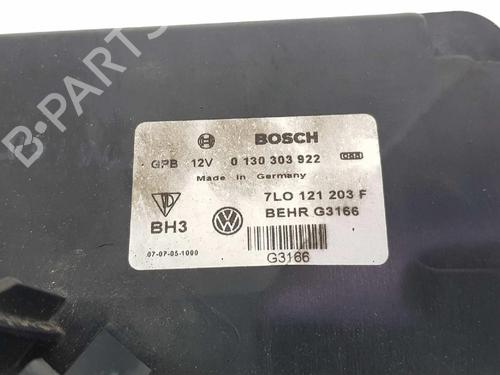 B-PARTS
BOSCH
GPB 12V 0 130 303 922
Made in Germany
7LO 121 203 F
BH3 BEHR G3166
07-07-05-1000
G3166